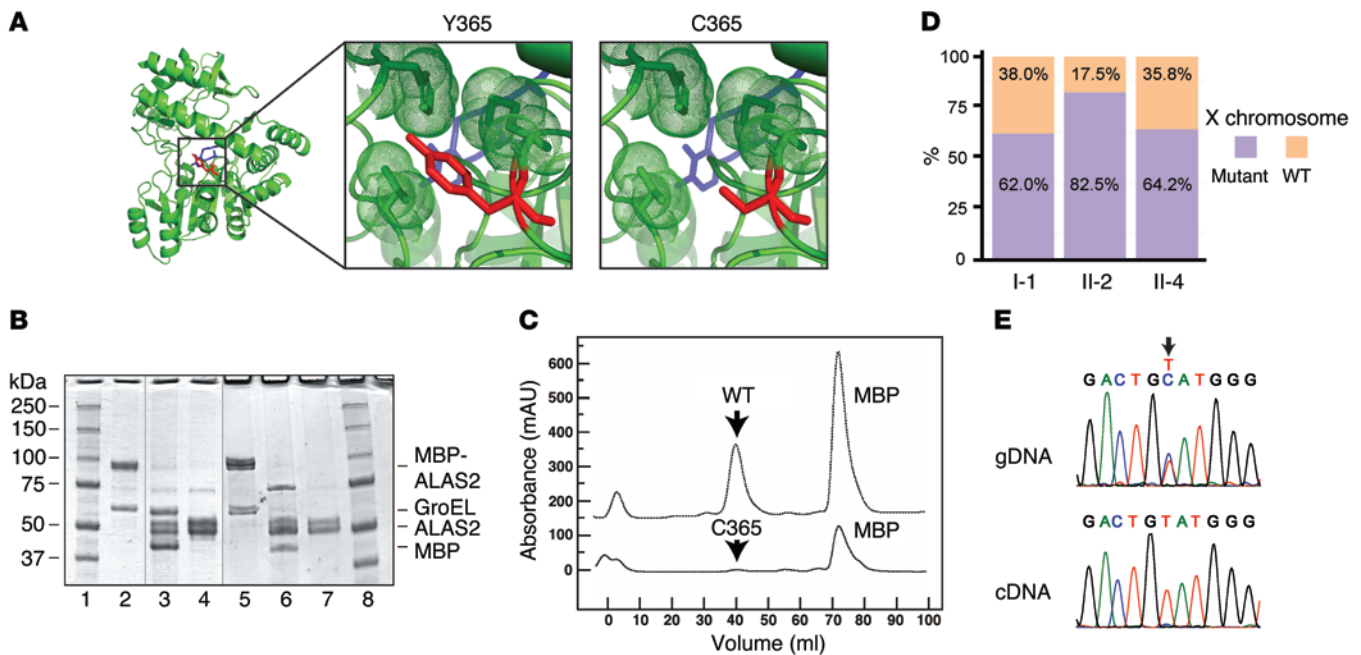 A
Y365
C365
B
kDa
250
150
100
75
50
37
MBP-
ALAS2
GroEL
ALAS2
MBP
1 2 3 4 5 6 7 8
C
Absorbance (mAU)
600
500
400
300
200
100
0
WT
MBP
C365
MBP
0 10 20 30 40 50 60 70 80 90 100
Volume (ml)
D
%
100
75
50
25
0
38.0% 17.5% 35.8%
62.0% 82.5% 64.2%
I-1 II-2 II-4
X chromosome
Mutant WT
E
T
GACTGCATGGG
gDNA
GACTGTATGGG
cDNA